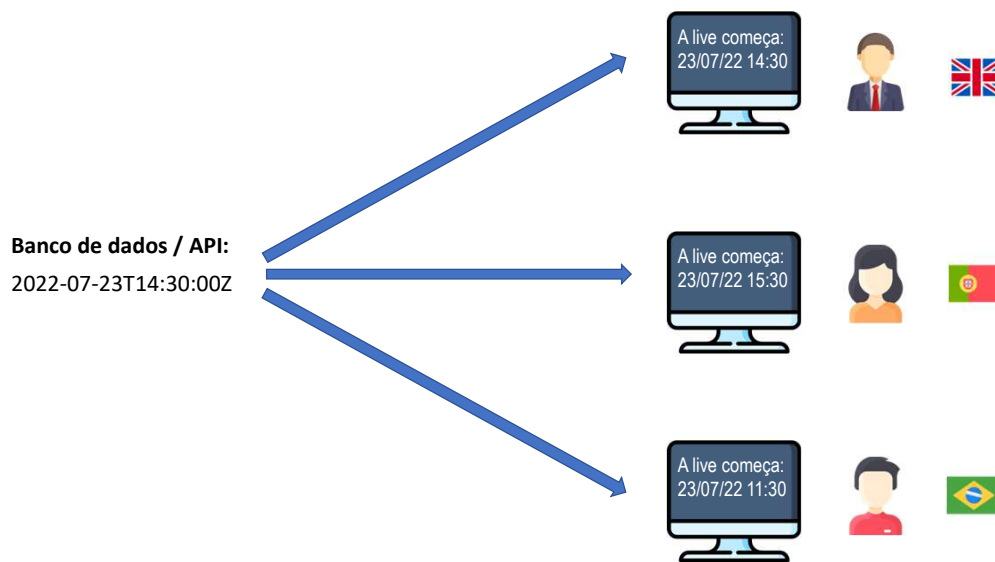 A live começa:
23/07/22 14:30
Banco de dados / API:
2022-07-23T14:30:00Z
A live começa:
23/07/22 15:30
A live começa:
23/07/22 11:30